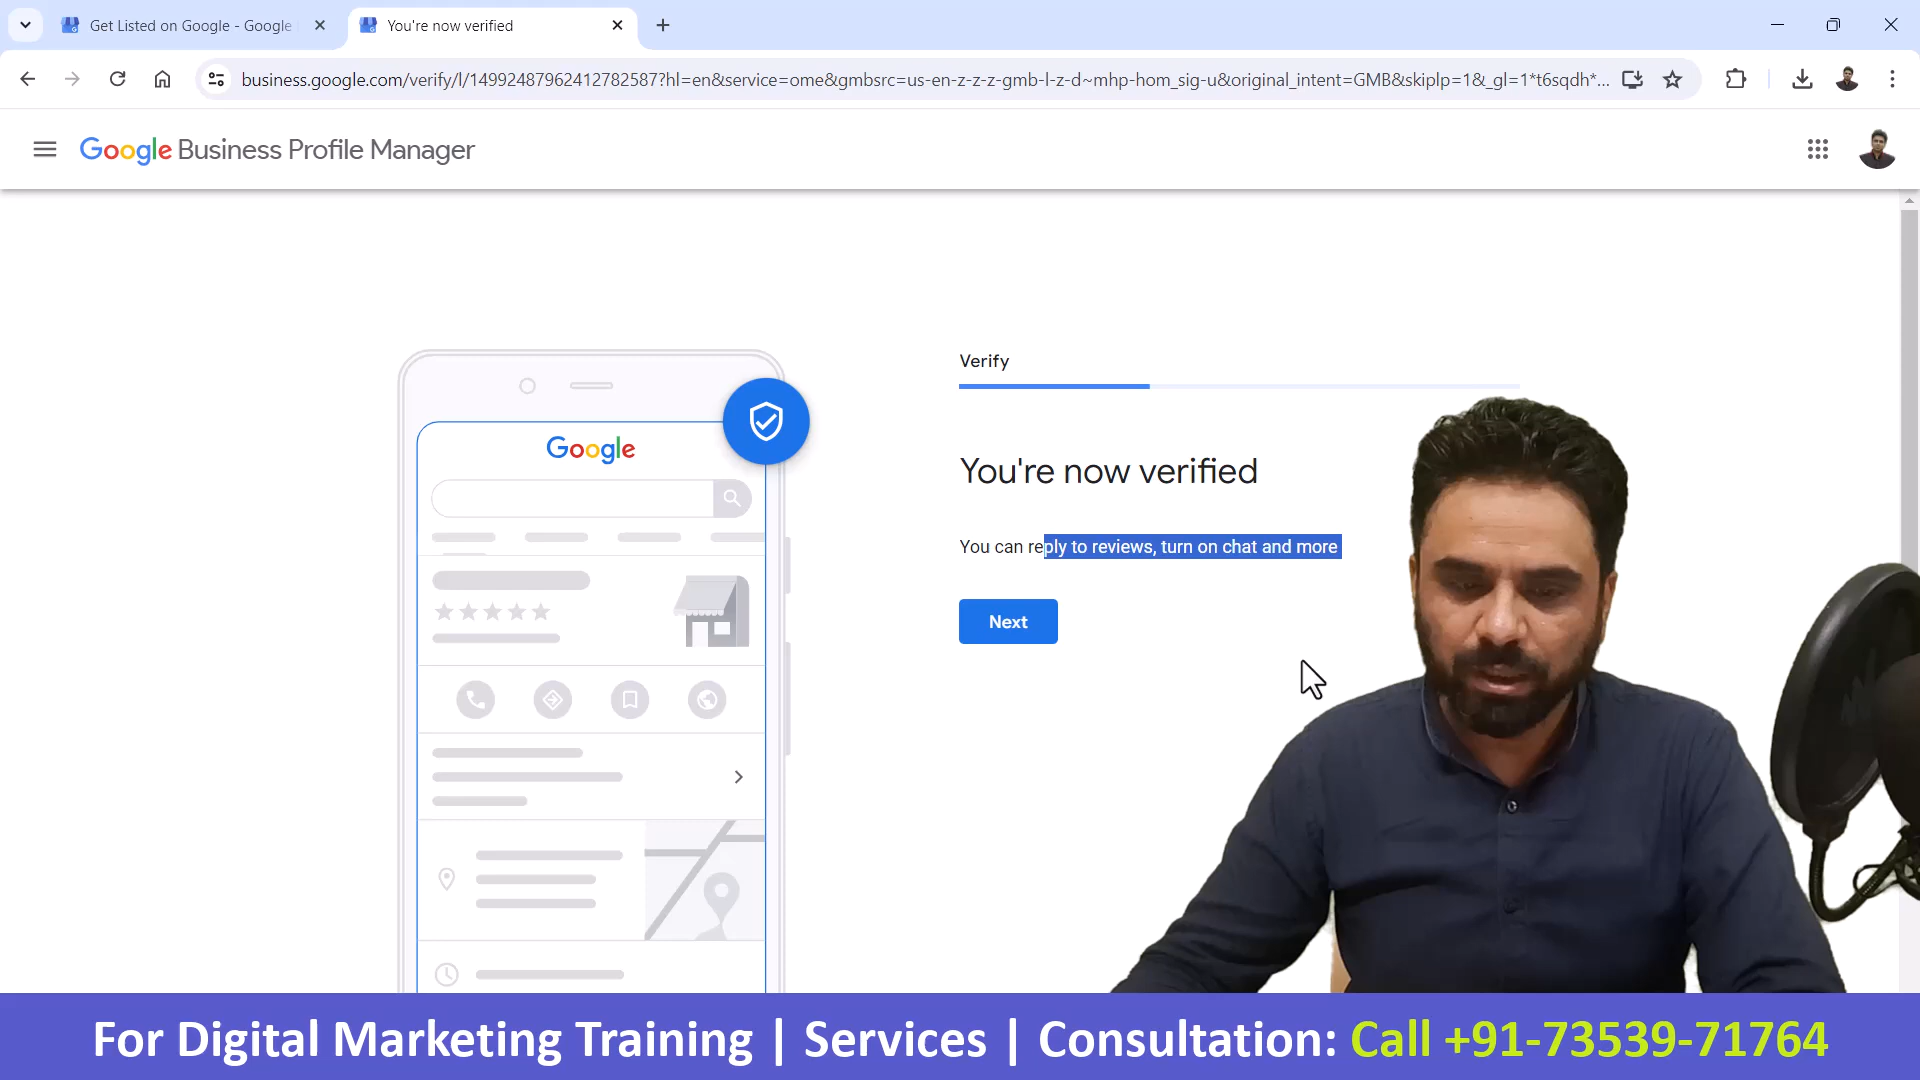 Get Listed on Google - Google
You're now verified
business.google.com/verify/l/14992487962412782587?hl=en&service=ome&gmbsrc=us-en-z-z-z-gmb-l-z-d~mhp-hom_sig-u&original_intent=GMB&skiplp=1&_gl=1*t6sqdh*...
Google Business Profile Manager
Google
Verify
You're now verified
You can reply to reviews, turn on chat and more
Next
For Digital Marketing Training | Services | Consultation: Call +91-73539-71764